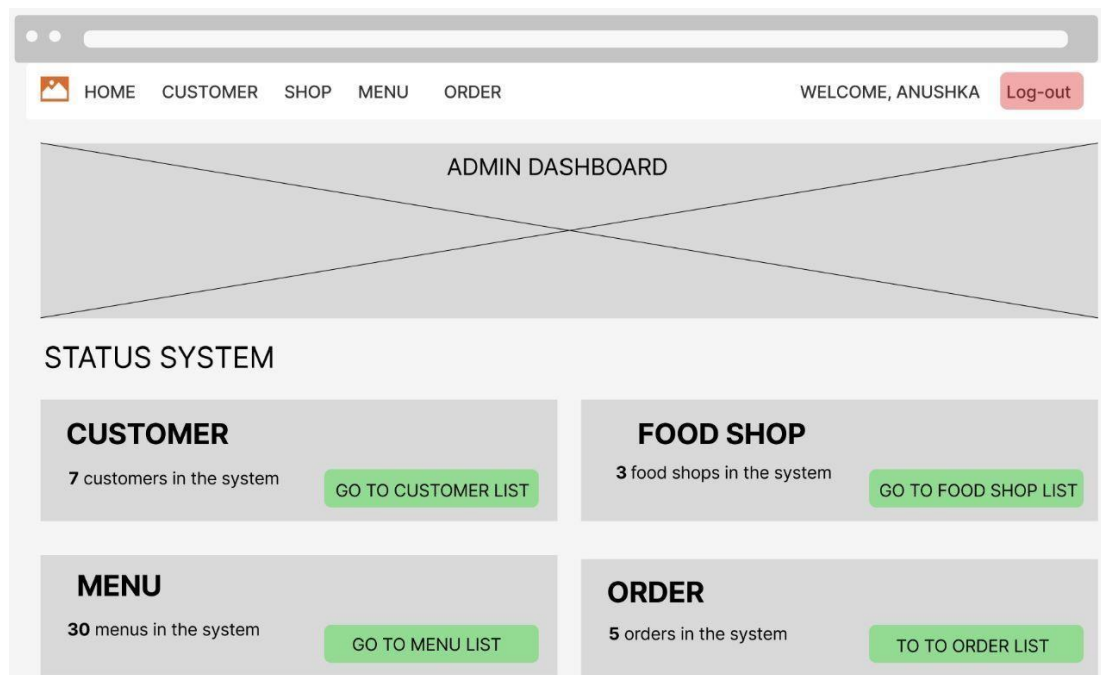 HOME CUSTOMER SHOP MENU ORDER WELCOME, ANUSHKA Log-out
ADMIN DASHBOARD
STATUS SYSTEM
CUSTOMER
7 customers in the system
GO TO CUSTOMER LIST
FOOD SHOP
3 food shops in the system
GO TO FOOD SHOP LIST
MENU
30 menus in the system
GO TO MENU LIST
ORDER
5 orders in the system
TO TO ORDER LIST